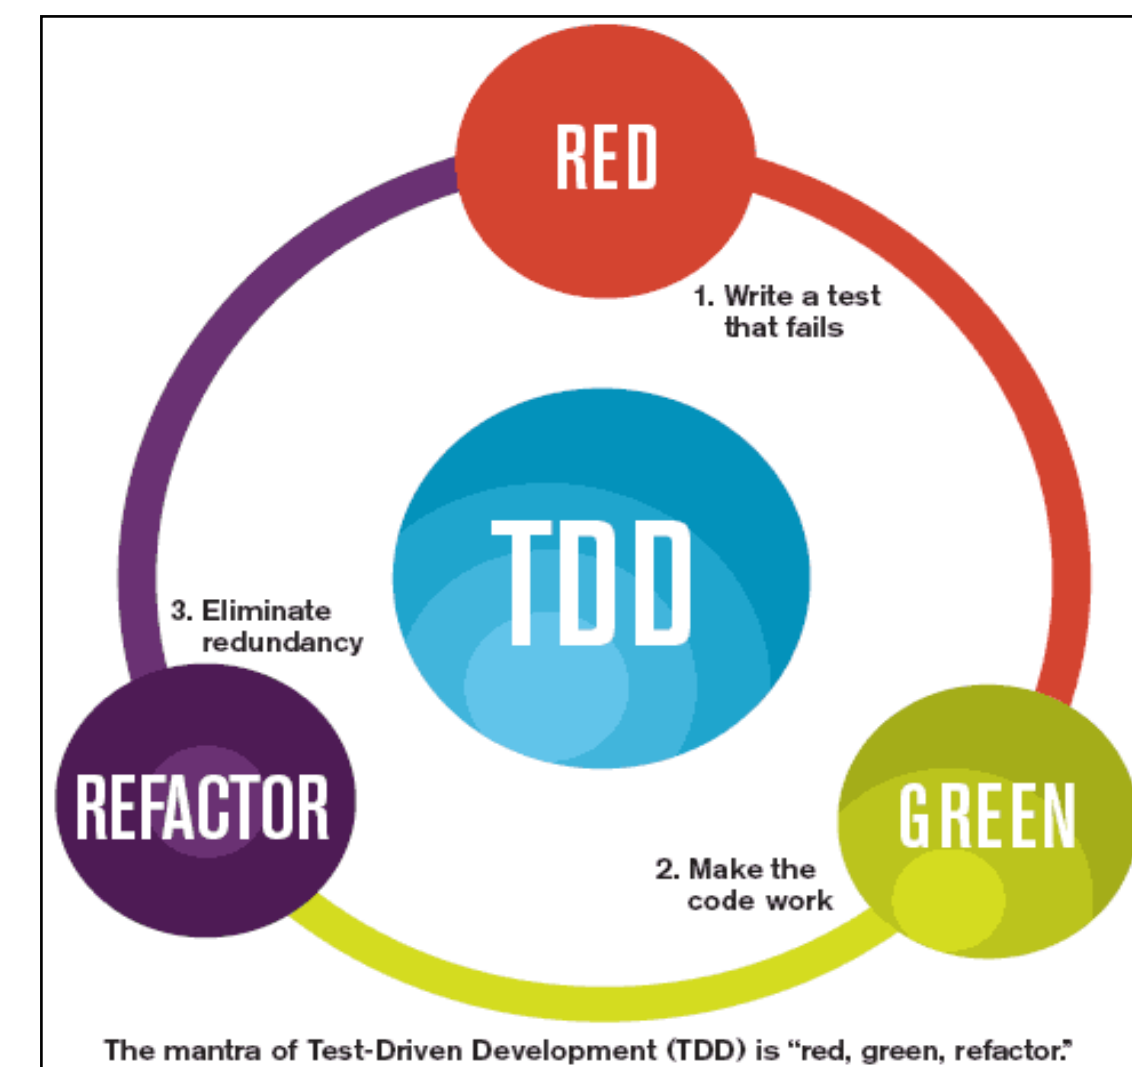 RED
1. Write a test
that fails
TDD
3. Eliminate
redundancy
REFACTOR
GREEN
2. Make the
code work
The mantra of Test-Driven Development (TDD) is “red, green, refactor.”